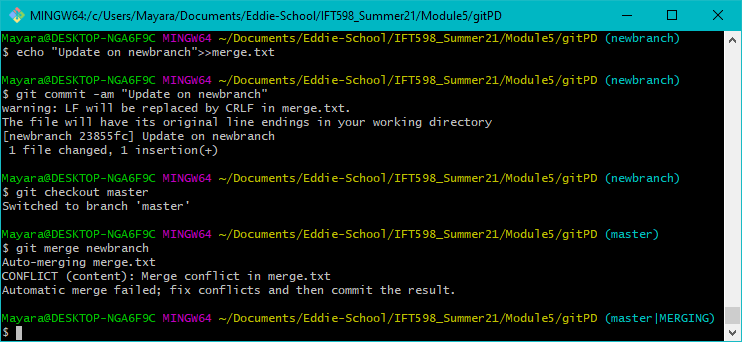 MINGW64:/c/Users/Mayara/Documents/Eddie-School/IFT598_Summer21/Module5/gitPD
Mayara@DESKTOP-NGA6F9C MINGW64 ~/Documents/Eddie-School/IFT598_Summer21/Module5/gitPD (newbranch)
$ echo "Update on newbranch">>merge.txt
Mayara@DESKTOP-NGA6F9C MINGW64 ~/Documents/Eddie-School/IFT598_Summer21/Module5/gitPD (newbranch)
$ git commit -am "Update on newbranch"
warning: LF will be replaced by CRLF in merge.txt.
The file will have its original line endings in your working directory
[newbranch 23855fc] Update on newbranch
 1 file changed, 1 insertion(+)
Mayara@DESKTOP-NGA6F9C MINGW64 ~/Documents/Eddie-School/IFT598_Summer21/Module5/gitPD (newbranch)
$ git checkout master
Switched to branch 'master'
Mayara@DESKTOP-NGA6F9C MINGW64 ~/Documents/Eddie-School/IFT598_Summer21/Module5/gitPD (master)
$ git merge newbranch
Auto-merging merge.txt
CONFLICT (content): Merge conflict in merge.txt
Automatic merge failed; fix conflicts and then commit the result.
Mayara@DESKTOP-NGA6F9C MINGW64 ~/Documents/Eddie-School/IFT598_Summer21/Module5/gitPD (master|MERGING)
$